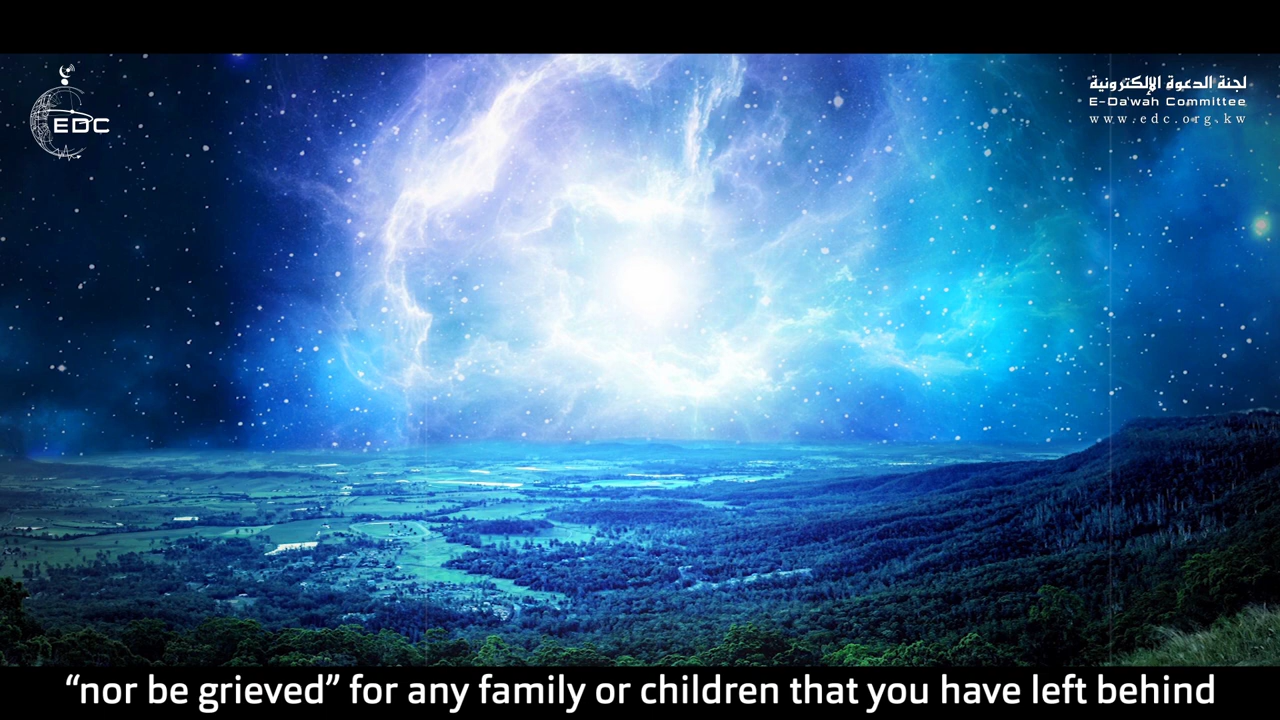 EDC
لجنة الدعوة الإلكترونية
E-Da'wah Committee
www.edc.org.kw
“nor be grieved” for any family or children that you have left behind